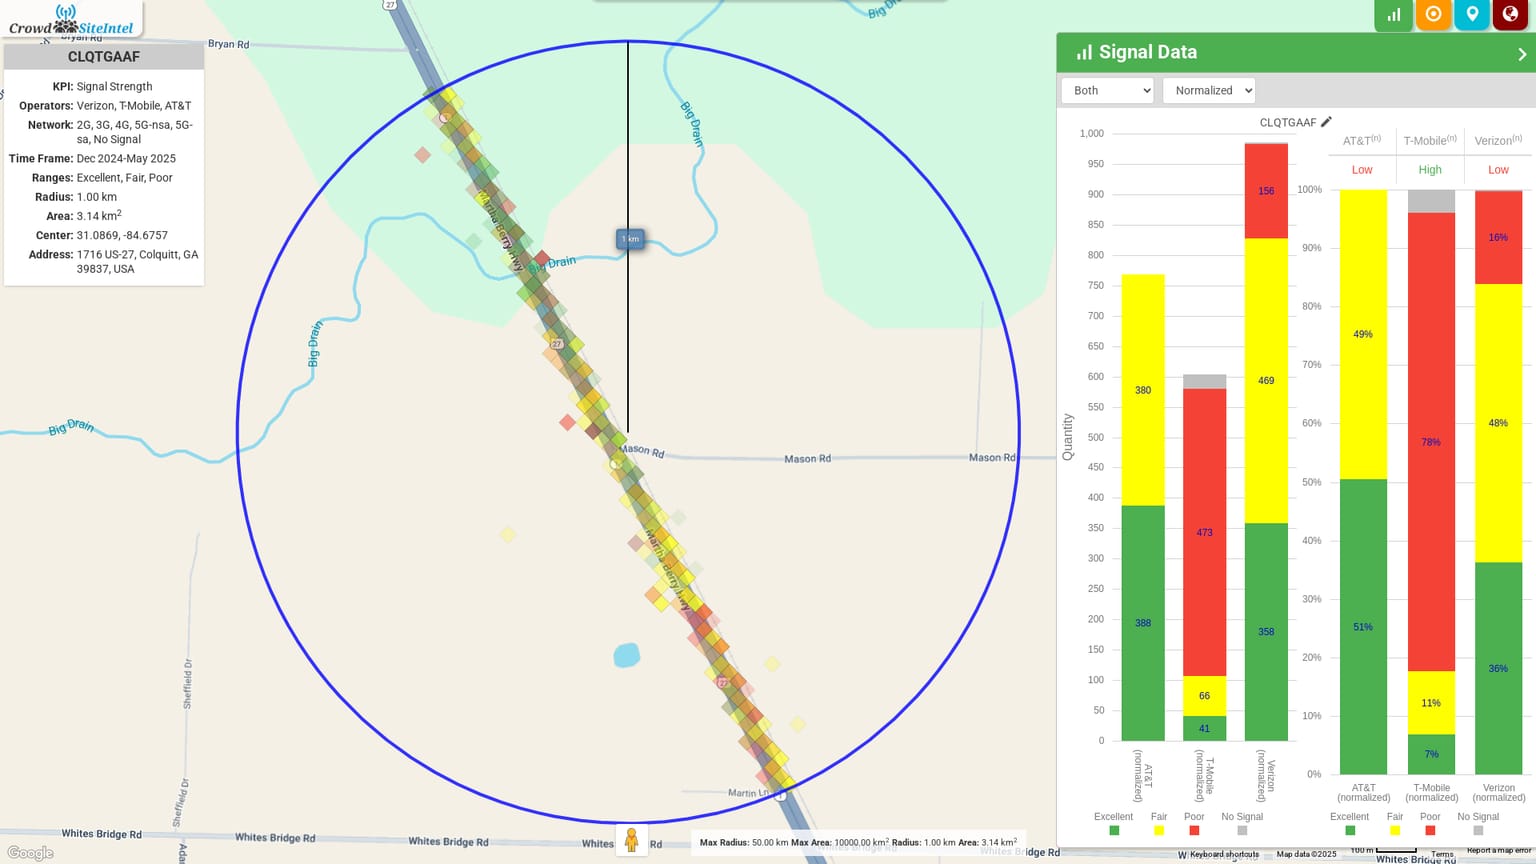 Crowd SiteIntel
CLQTGAAF
KPI: Signal Strength
Operators: Verizon, T-Mobile, AT&T
Network: 2G, 3G, 4G, 5G-nsa, 5G-
sa, No Signal
Time Frame: Dec 2024-May 2025
Ranges: Excellent, Fair, Poor
Radius: 1.00 km
Area: 3.14 km2
Center: 31.0869, -84.6757
Address: 1716 US-27, Colquitt, GA
39837, USA
Bryan Rd
Bryan Rd
27
Big Drain
Big Drain
Martha Berry Hwy
1 km
Big Drain
Big Drain
27
Big Drain
Mason Rd
Mason Rd
Mason Rd
Martha Berry Hwy
27
Sheffield Dr
Sheffield Dr
Martin Ln
Whites Bridge Rd
Whites Bridge Rd
Whites Bridge Rd
Whites Bridge Rd
Google
Max Radius: 50.00 km Max Area: 10000.00 km2 Radius: 1.00 km Area: 3.14 km2
Signal Data
Both
Normalized
CLQTGAAF
1,000
950
900
850
800
750
700
650
600
550
500
450
400
350
300
250
200
150
100
50
0
Quantity
380
388
473
66
41
156
469
358
AT&T
(normalized)
T-Mobile
(normalized)
Verizon
(normalized)
Excellent Fair Poor No Signal
AT&T(n) T-Mobile(n) Verizon(n)
Low High Low
100%
90%
80%
70%
60%
50%
40%
30%
20%
10%
0%
49%
51%
78%
11%
7%
16%
48%
36%
AT&T
(normalized)
T-Mobile
(normalized)
Verizon
(normalized)
Excellent Fair Poor No Signal
Keyboard shortcuts Map data ©2025 100 m Terms Report a map error